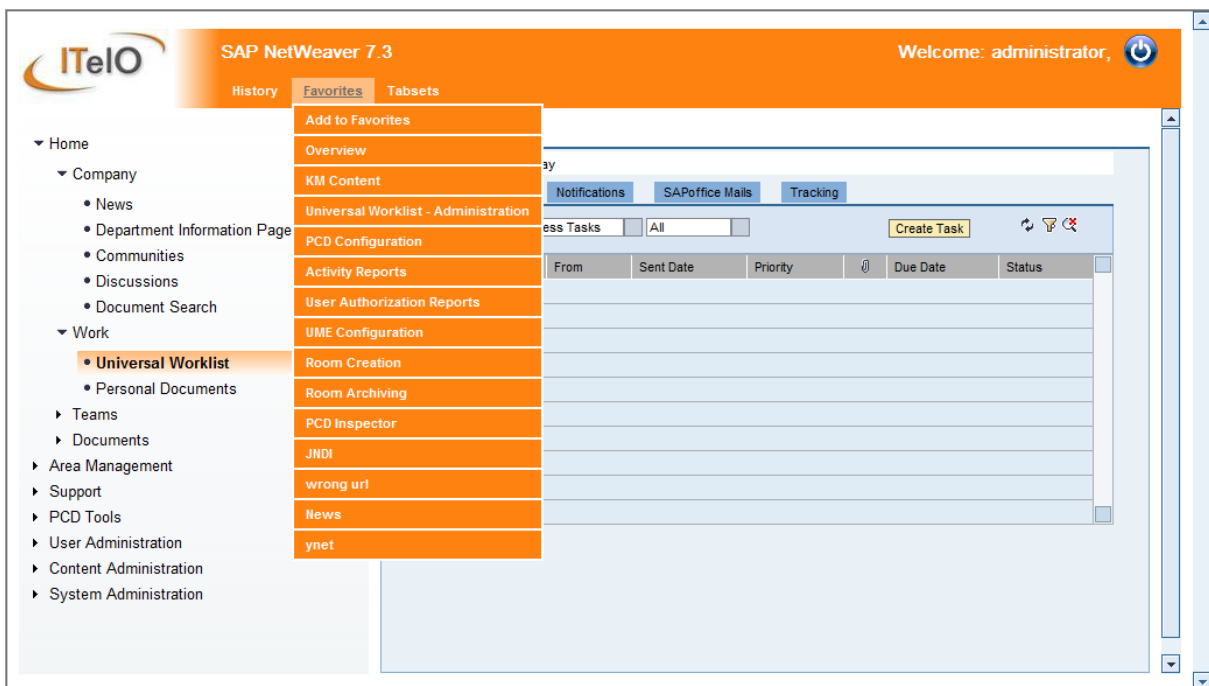 ITeIO
SAP NetWeaver 7.3
Welcome: administrator,
History Favorites Tabsets
Add to Favorites
Overview
KM Content
Universal Worklist - Administration
PCD Configuration
Activity Reports
User Authorization Reports
UME Configuration
Room Creation
Room Archiving
PCD Inspector
JNDI
wrong url
News
ynet
Home
Company
News
Department Information Page
Communities
Discussions
Document Search
Work
Universal Worklist
Personal Documents
Teams
Documents
Area Management
Support
PCD Tools
User Administration
Content Administration
System Administration
ay
Notifications SAPoffice Mails Tracking
ess Tasks All Create Task
From Sent Date Priority Due Date Status